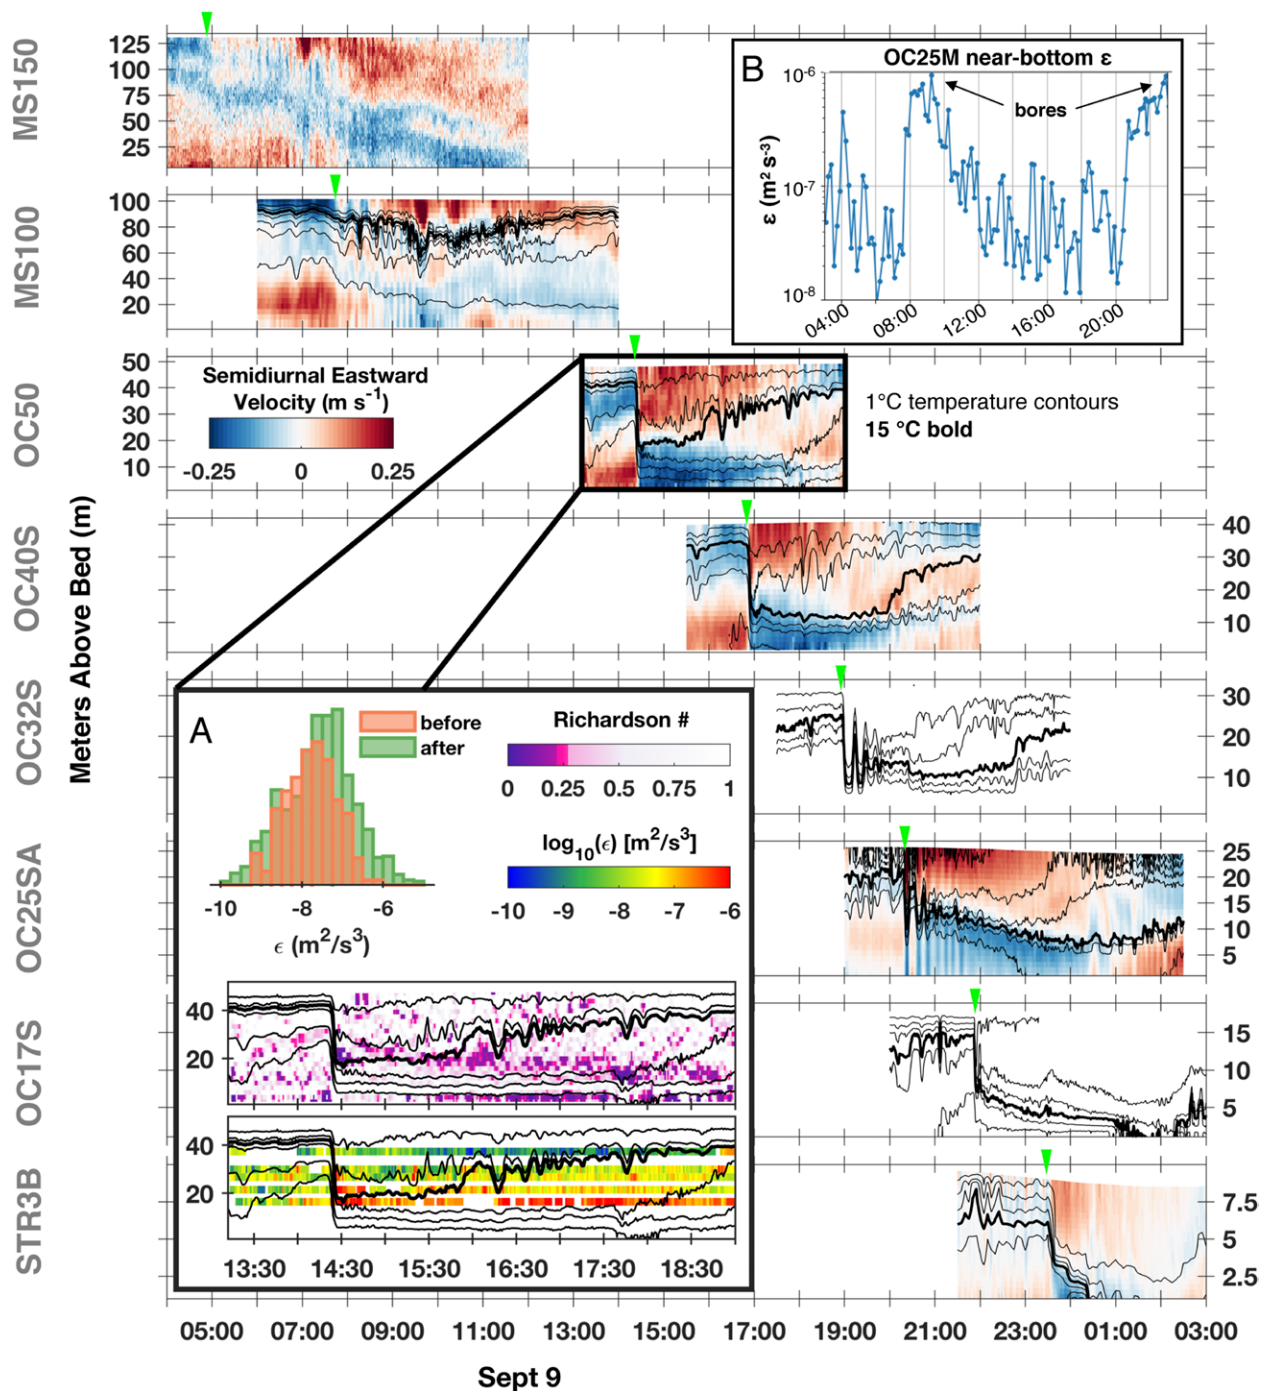 MS150
125
100
75
50
25
MS100
100
80
60
40
20
B
OC25M near-bottom ε
10-6
10-7
10-8
ε (m² s-³)
bores
04:00 08:00 12:00 16:00 20:00
OC50
50
40
30
20
10
Semidiurnal Eastward
Velocity (m s⁻¹)
-0.25 0 0.25
1°C temperature contours
15 °C bold
Meters Above Bed (m)
OC40S
40
30
20
10
OC32S
30
20
10
A
before
after
-10 -8 -6
ϵ (m²/s³)
Richardson #
0 0.25 0.5 0.75 1
log₁₀(ϵ) [m²/s³]
-10 -9 -8 -7 -6
40
20
40
20
13:30 14:30 15:30 16:30 17:30 18:30
OC25SA
25
20
15
10
5
OC17S
15
10
5
STR3B
7.5
5
2.5
05:00 07:00 09:00 11:00 13:00 15:00 17:00 19:00 21:00 23:00 01:00 03:00
Sept 9